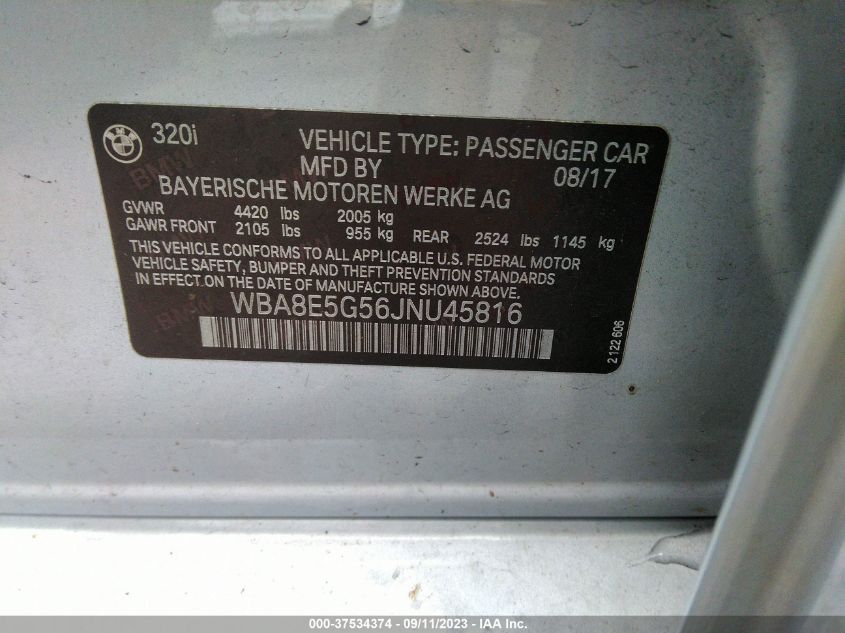 BMW
320i VEHICLE TYPE: PASSENGER CAR
MFD BY 08/17
BAYERISCHE MOTOREN WERKE AG
GVWR 4420 lbs 2005 kg
GAWR FRONT 2105 lbs 955 kg REAR 2524 lbs 1145 kg
THIS VEHICLE CONFORMS TO ALL APPLICABLE U.S. FEDERAL MOTOR
VEHICLE SAFETY, BUMPER AND THEFT PREVENTION STANDARDS
IN EFFECT ON THE DATE OF MANUFACTURE SHOWN ABOVE.
WBA8E5G56JNU45816
2 122 606
000-37534374 - 09/11/2023 - IAA Inc.